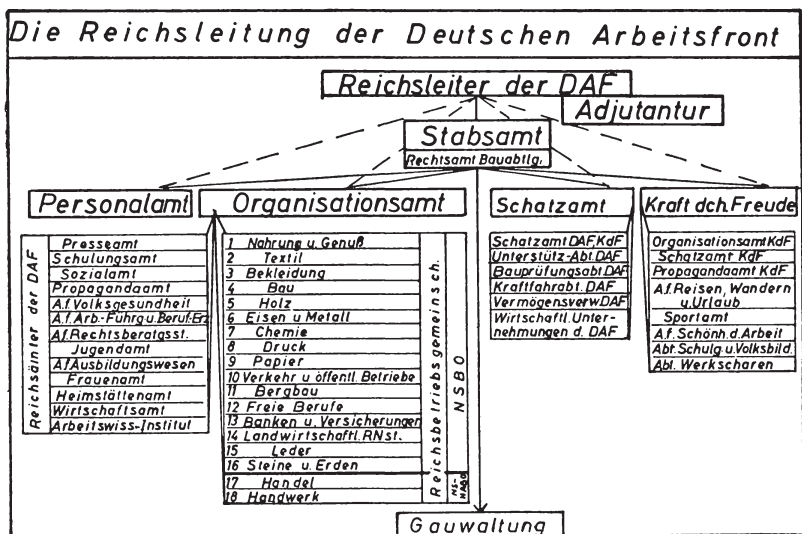 Die Reichsleitung der Deutschen Arbeitsfront
Reichsleiter der DAF
Adjutantur
Stabsamt
Rechtsamt Bauabtlg.
Personalamt
Organisationsamt
Schatzamt
Kraft dch. Freude
Reichsämter der DAF
Presseamt
Schulungsamt
Sozialamt
Propagandaamt
A.f.Volksgesundheit
A.f.Arb-Führg u.Beruf-Erz
Af.Rechtsberatgsst.
Jugendamt
Af.Ausbildungswesen
Frauenamt
Heimstättenamt
Wirtschaftsamt
Arbeitswiss-Institut
1 Nahrung u. Genuß
2 Textil
3 Bekleidung
4 Bau
5 Holz
6 Eisen u Metall
7 Chemie
8 Druck
9 Papier
10 Verkehr u öffentl. Betriebe
11 Bergbau
12 Freie Berufe
13 Banken u. Versicherungen
14 Landwirtschaftl. RNst.
15 Leder
16 Steine u. Erden
17 Handel
18 Handwerk
Reichsbetriebsgemeinsch.
NSBO
NS-
HAGO
Schatzamt DAF, KdF
Unterstütz-Abt. DAF
Bauprüfungsabt DAF
Kraftfahrabt. DAF
Vermögensverw. DAF
Wirtschaftl. Unter-
nehmungen d. DAF
Organisationsamt KdF
Schatzamt KdF
Propagandaamt KdF
A.f.Reisen, Wandern
u.Urlaub
Sportamt
A.f. Schönh.d.Arbeit
Abt. Schulg u. Volksbild.
Abt. Werkscharen
Gauwaltung